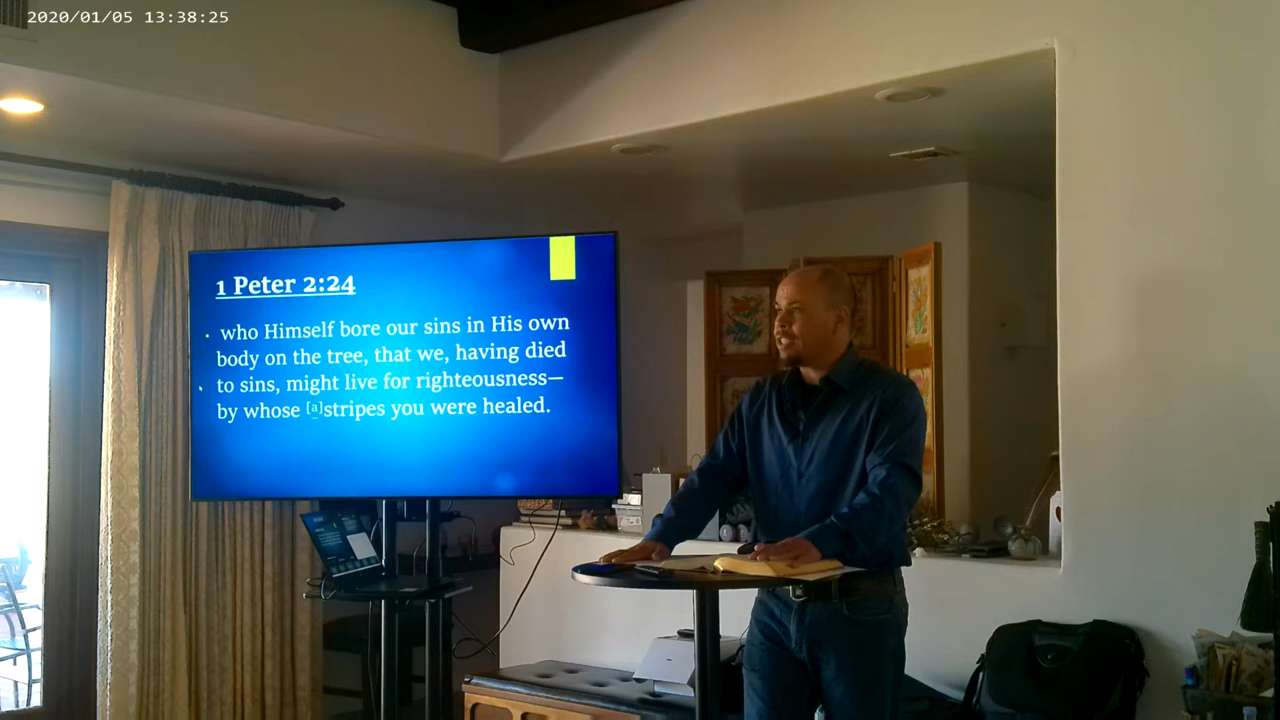 2020/01/05 13:38:25
1 Peter 2:24
• who Himself bore our sins in His own
body on the tree, that we, having died
• to sins, might live for righteousness—
by whose [a]stripes you were healed.